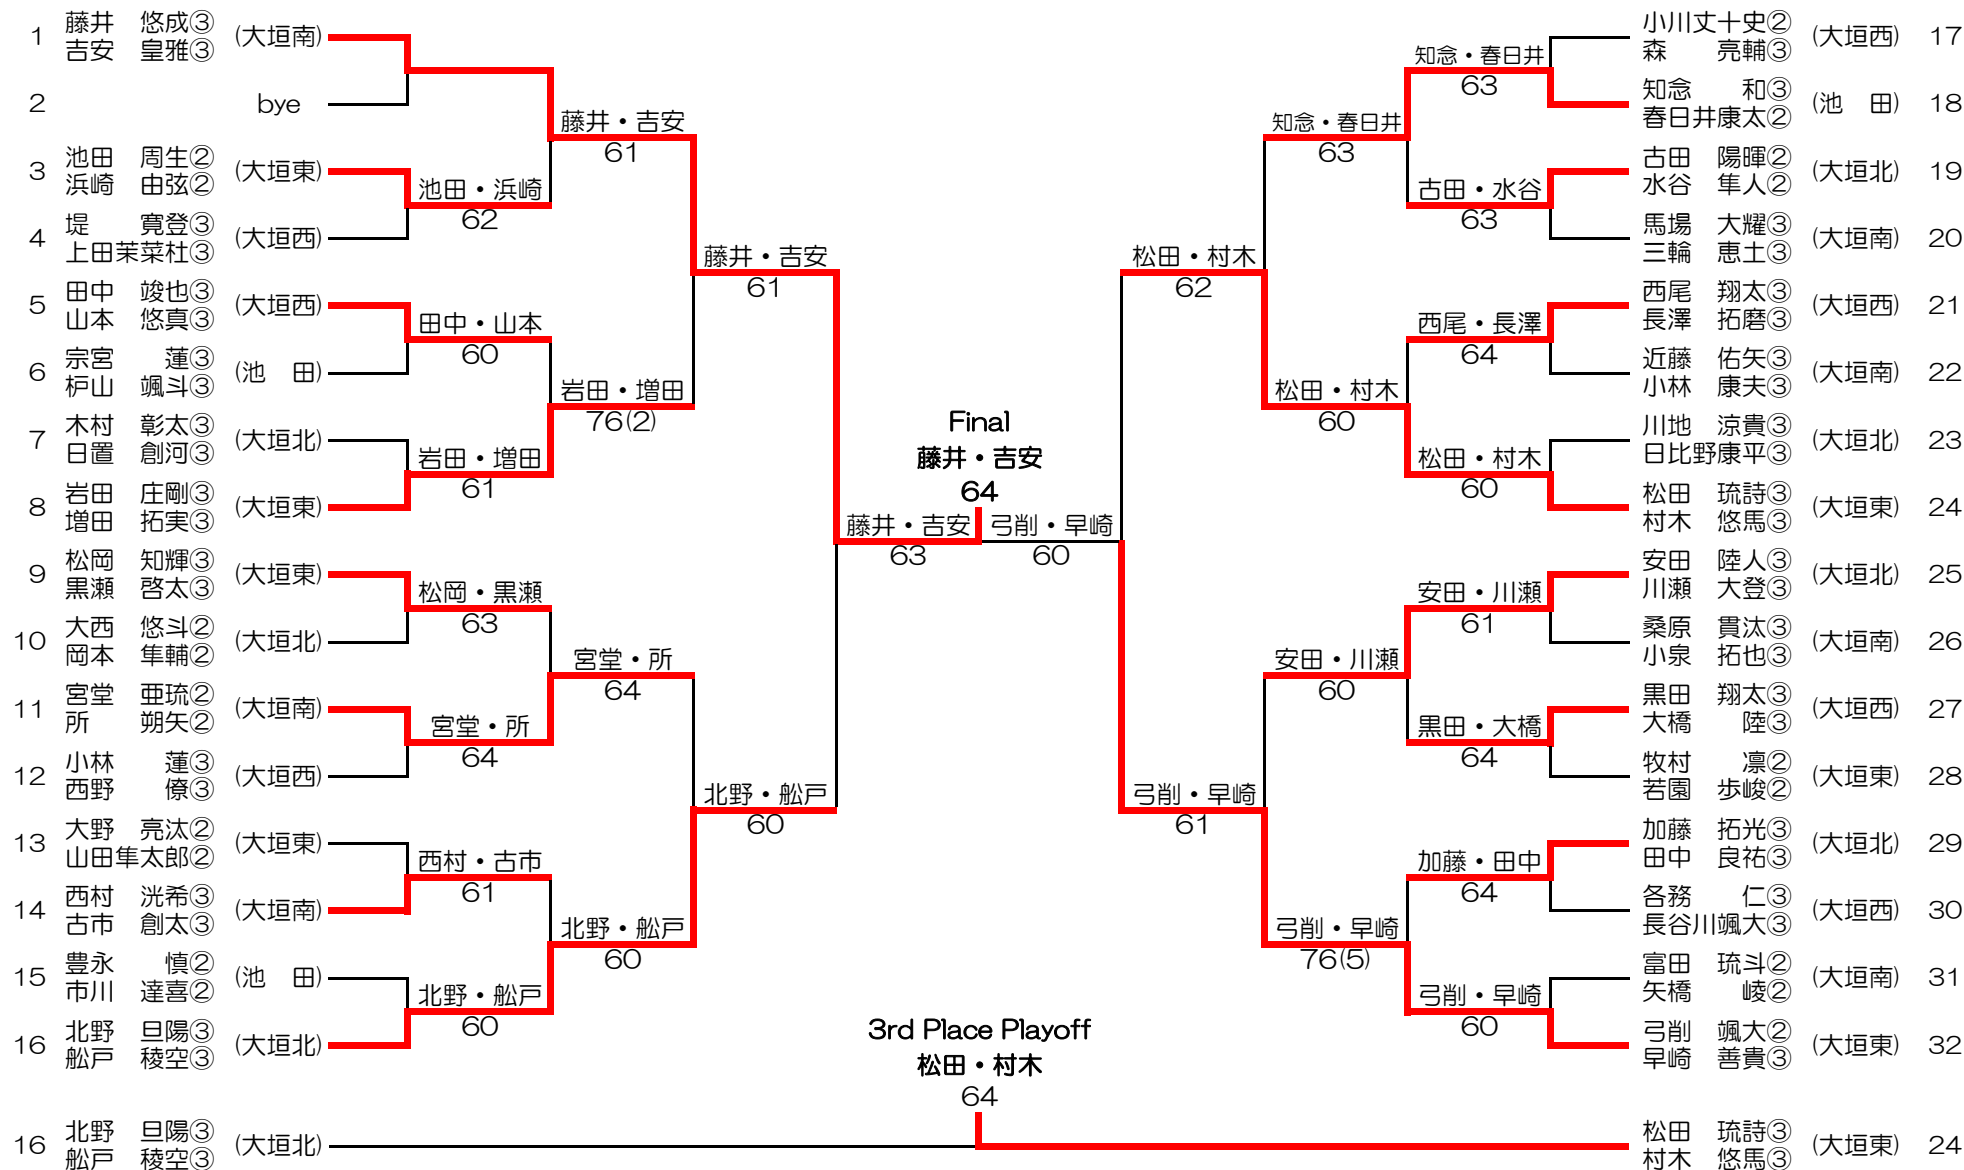 1 藤井　悠成③ (大垣南)
吉安　皇雅③
2 bye
3 池田　周生② (大垣東)
浜崎　由弦②
4 堤　　寛登③ (大垣西)
上田茉菜杜③
5 田中　竣也③ (大垣西)
山本　悠真③
6 宗宮　　蓮③ (池　田)
枦山　颯斗③
7 木村　彰太③ (大垣北)
日置　創河③
8 岩田　庄剛③ (大垣東)
増田　拓実③
9 松岡　知輝③ (大垣東)
黒瀬　啓太③
10 大西　悠斗② (大垣北)
岡本　隼輔②
11 宮堂　亜琉② (大垣南)
所　　朔矢②
12 小林　　蓮③ (大垣西)
西野　　僚③
13 大野　亮汰② (大垣東)
山田隼太郎②
14 西村　洸希③ (大垣南)
古市　創太③
15 豊永　　慎② (池　田)
市川　達喜②
16 北野　旦陽③ (大垣北)
舩戸　稜空③
池田・浜崎
62
田中・山本
60
岩田・増田
61
松岡・黒瀬
63
宮堂・所
64
西村・古市
61
北野・舩戸
60
藤井・吉安
61
岩田・増田
76(2)
宮堂・所
64
北野・舩戸
60
藤井・吉安
61
北野・舩戸
60
藤井・吉安
63
Final
藤井・吉安
64
弓削・早崎
60
松田・村木
62
弓削・早崎
61
知念・春日井
63
松田・村木
60
安田・川瀬
60
弓削・早崎
76(5)
知念・春日井
63
古田・水谷
63
西尾・長澤
64
松田・村木
60
安田・川瀬
61
黒田・大橋
64
加藤・田中
64
弓削・早崎
60
小川丈十史② (大垣西) 17
森　　亮輔③
知念　　和③ (池　田) 18
春日井康太②
古田　陽暉② (大垣北) 19
水谷　隼人②
馬場　大耀③ (大垣南) 20
三輪　恵土③
西尾　翔太③ (大垣西) 21
長澤　拓磨③
近藤　佑矢③ (大垣南) 22
小林　康夫③
川地　涼貴③ (大垣北) 23
日比野康平③
松田　琉詩③ (大垣東) 24
村木　悠馬③
安田　陸人③ (大垣北) 25
川瀬　大登③
桑原　貫汰③ (大垣南) 26
小泉　拓也③
黒田　翔太③ (大垣西) 27
大橋　　陸③
牧村　　凛② (大垣東) 28
若園　歩峻②
加藤　拓光③ (大垣北) 29
田中　良祐③
各務　　仁③ (大垣西) 30
長谷川颯大③
富田　琉斗② (大垣南) 31
矢橋　　崚②
弓削　颯大② (大垣東) 32
早崎　善貴③
3rd Place Playoff
松田・村木
64
16 北野　旦陽③ (大垣北)
舩戸　稜空③
松田　琉詩③ (大垣東) 24
村木　悠馬③